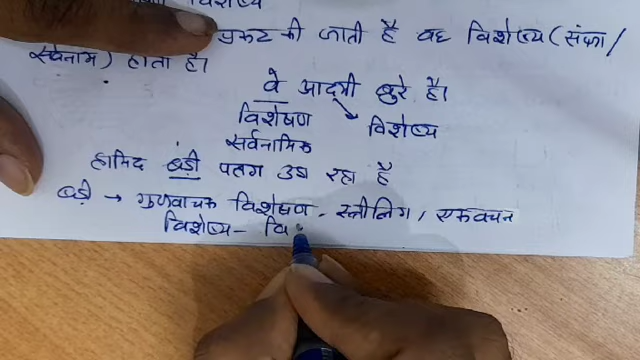 विशेष्य
प्रकट की जाती है वह विशेष्य (संज्ञा/
सर्वनाम) होता है।
वे आदमी बुरे हैं।
विशेषण विशेष्य
सर्वनामिक
हामिद बड़ी पतंग उड़ा रहा है
बड़ी → गुणवाचक विशेषण, स्त्रीलिंग, एकवचन
विशेष्य - वि